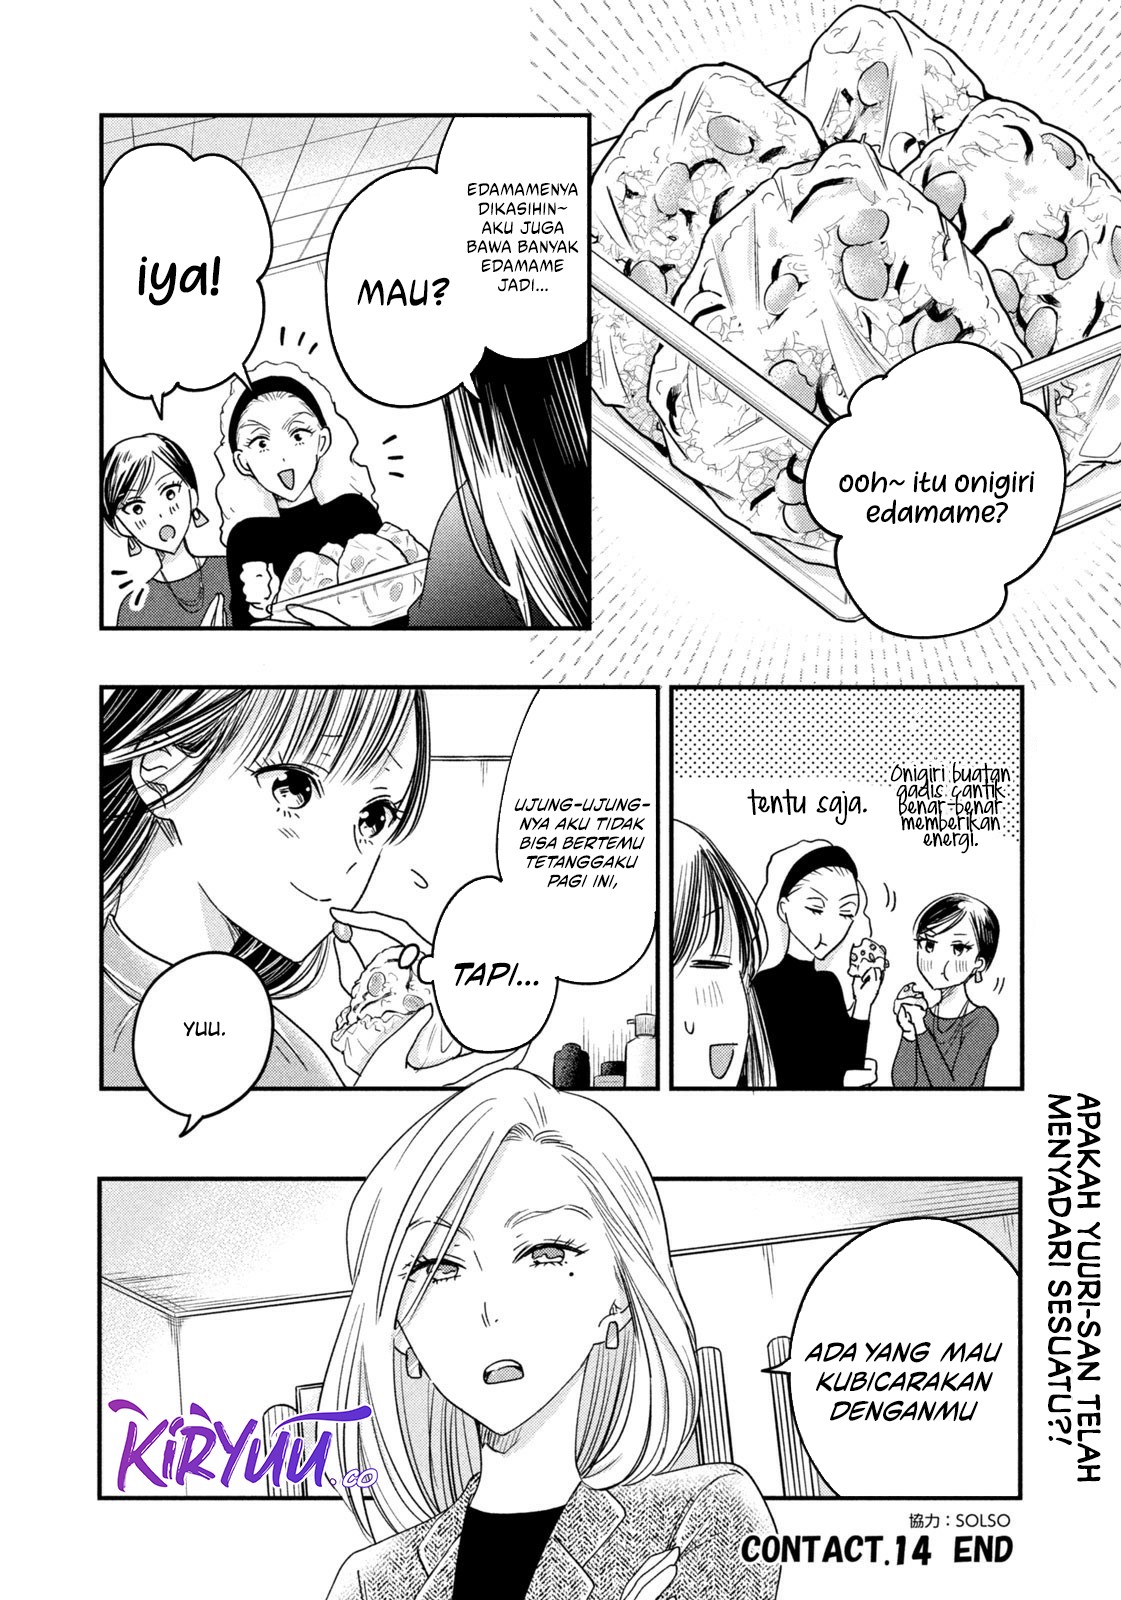 ooh~ itu onigiri
edamame?
EDAMAMENYA
DIKASIHIN~
AKU JUGA
BAWA BANYAK
EDAMAME
JADI...
MAU?
iya!
Onigiri buatan
gadis cantik
benar-benar
memberikan
energi.
tentu saja.
UJUNG-UJUNG-
NYA AKU TIDAK
BISA BERTEMU
TETANGGAKU
PAGI INI,
TAPI...
YUU.
ADA YANG MAU
KUBICARAKAN
DENGANMU
APAKAH YUURI-SAN TELAH
MENYADARI SESUATU?!
KIRYUU.CO
協力：SOLSO
CONTACT.14 END